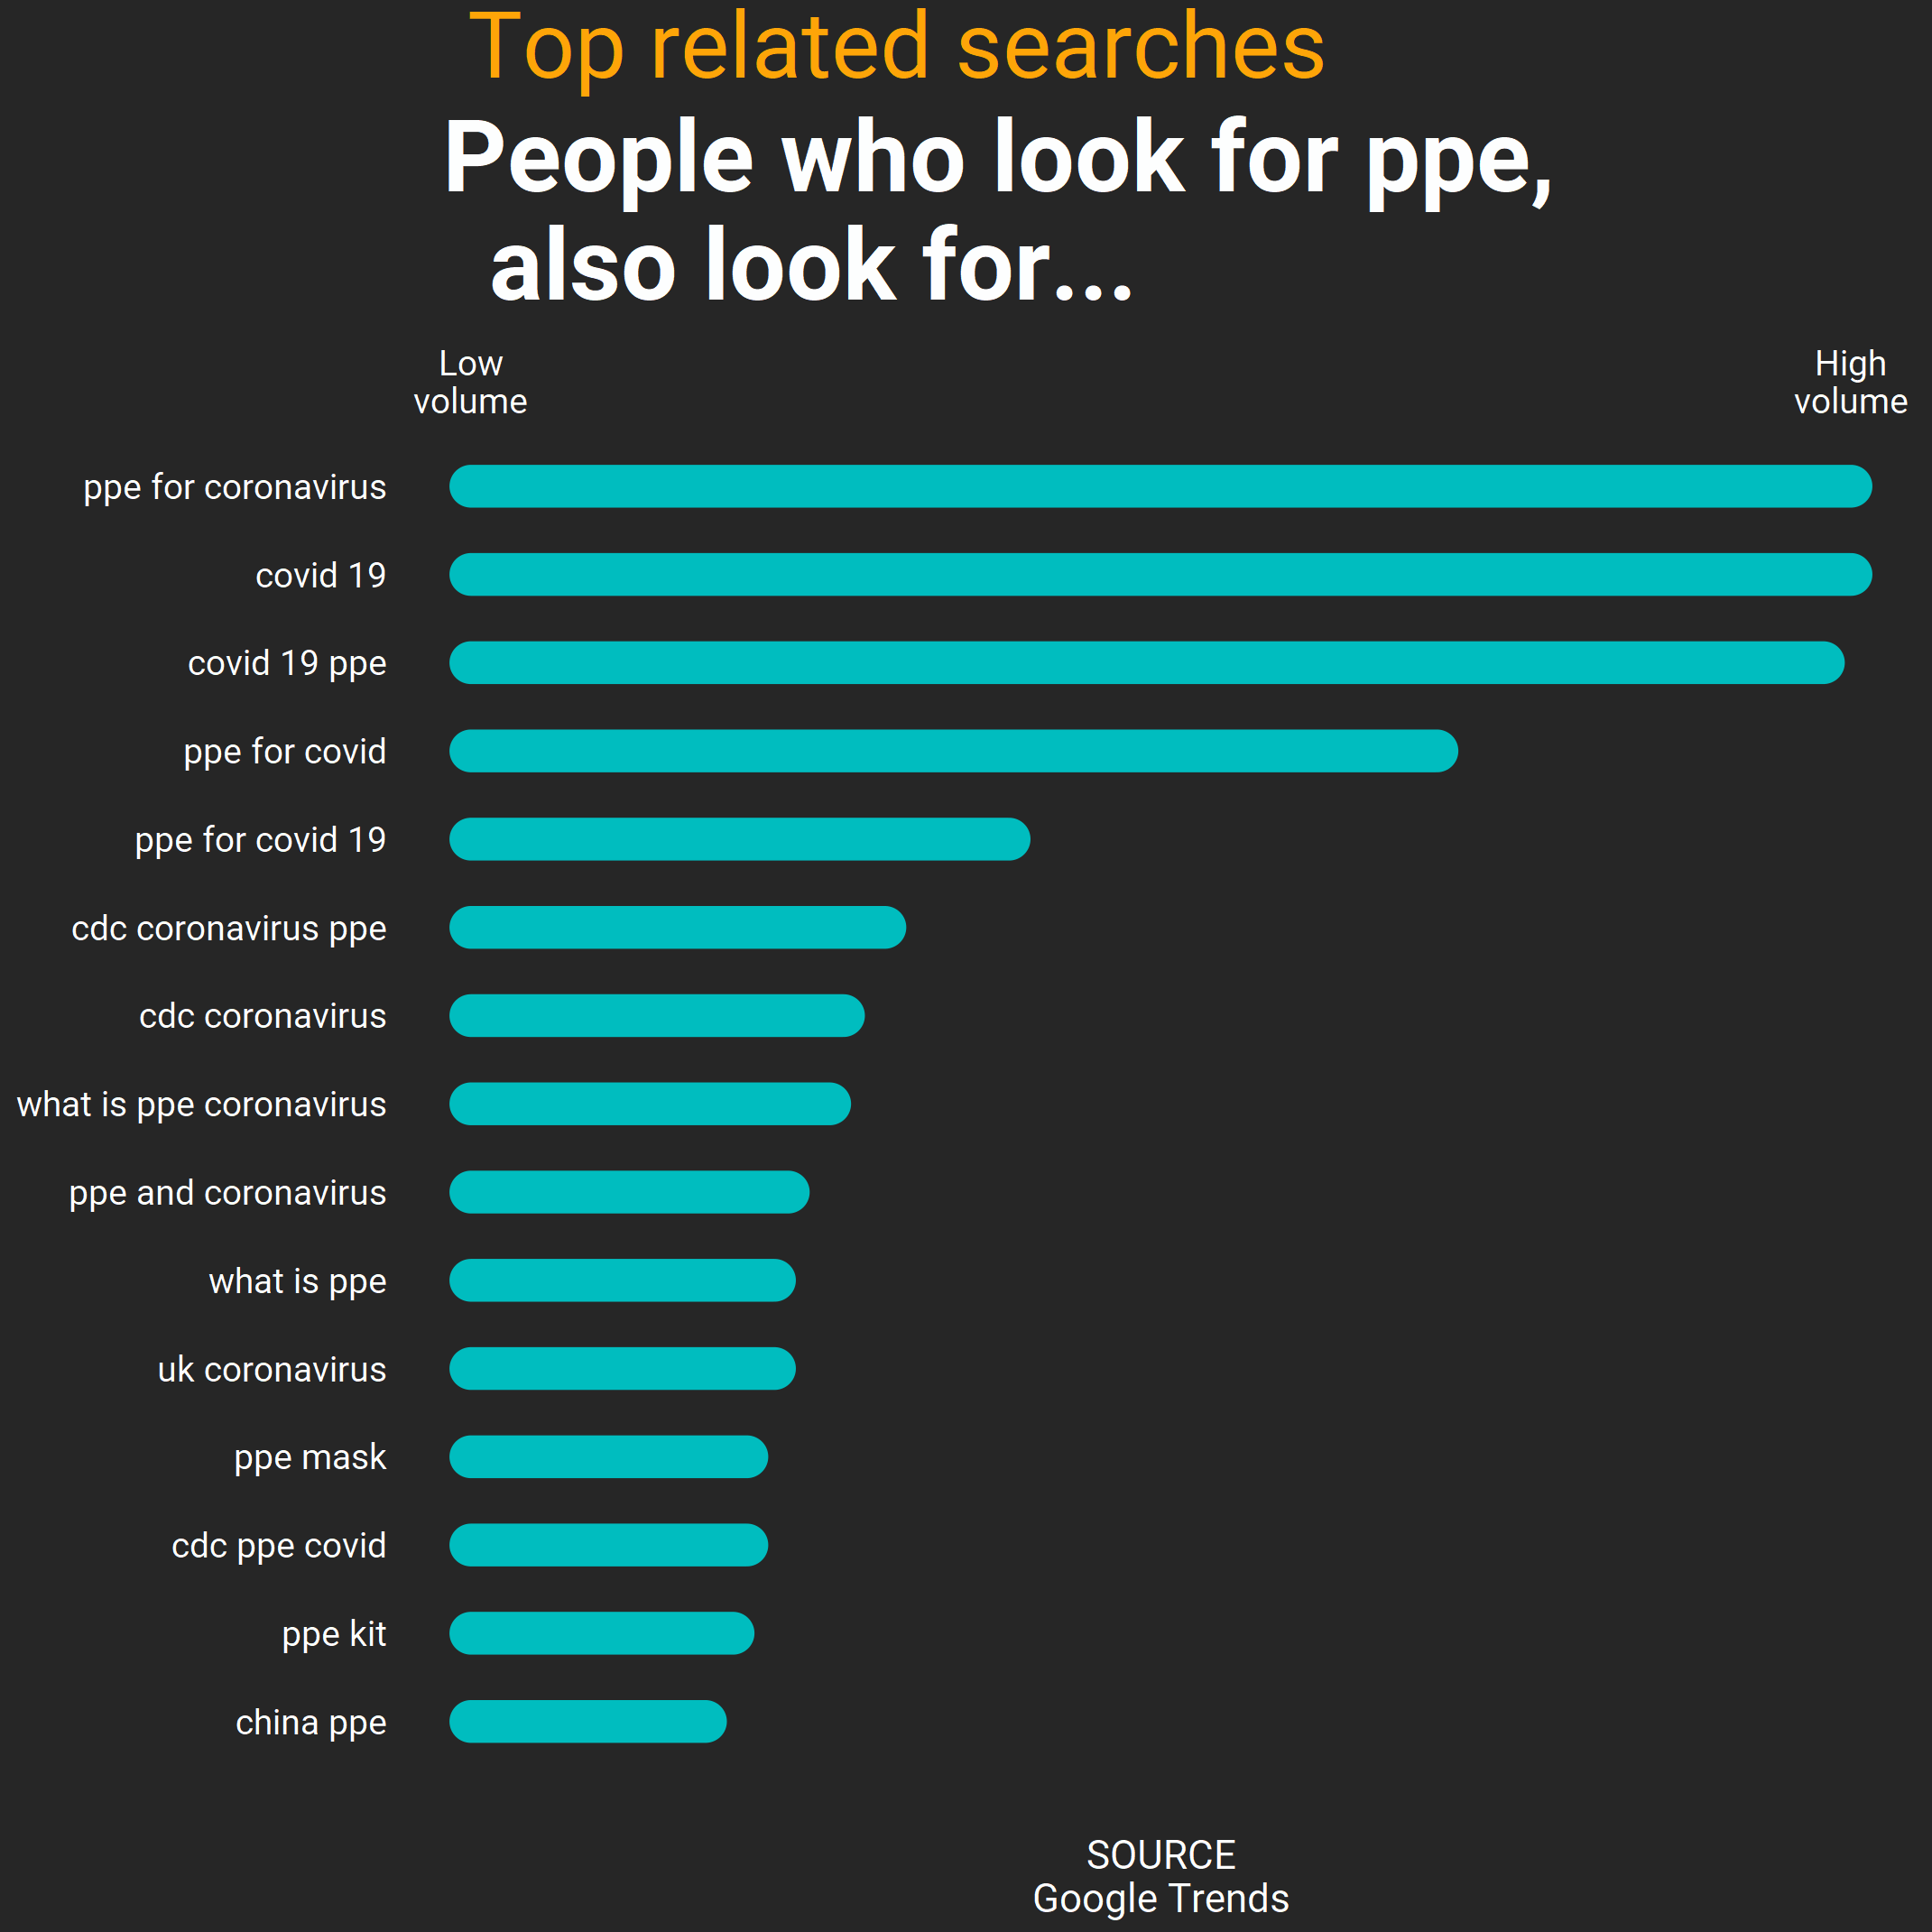 Top related searches
People who look for ppe,
also look for...
Low
volume
High
volume
ppe for coronavirus
covid 19
covid 19 ppe
ppe for covid
ppe for covid 19
cdc coronavirus ppe
cdc coronavirus
what is ppe coronavirus
ppe and coronavirus
what is ppe
uk coronavirus
ppe mask
cdc ppe covid
ppe kit
china ppe
SOURCE
Google Trends